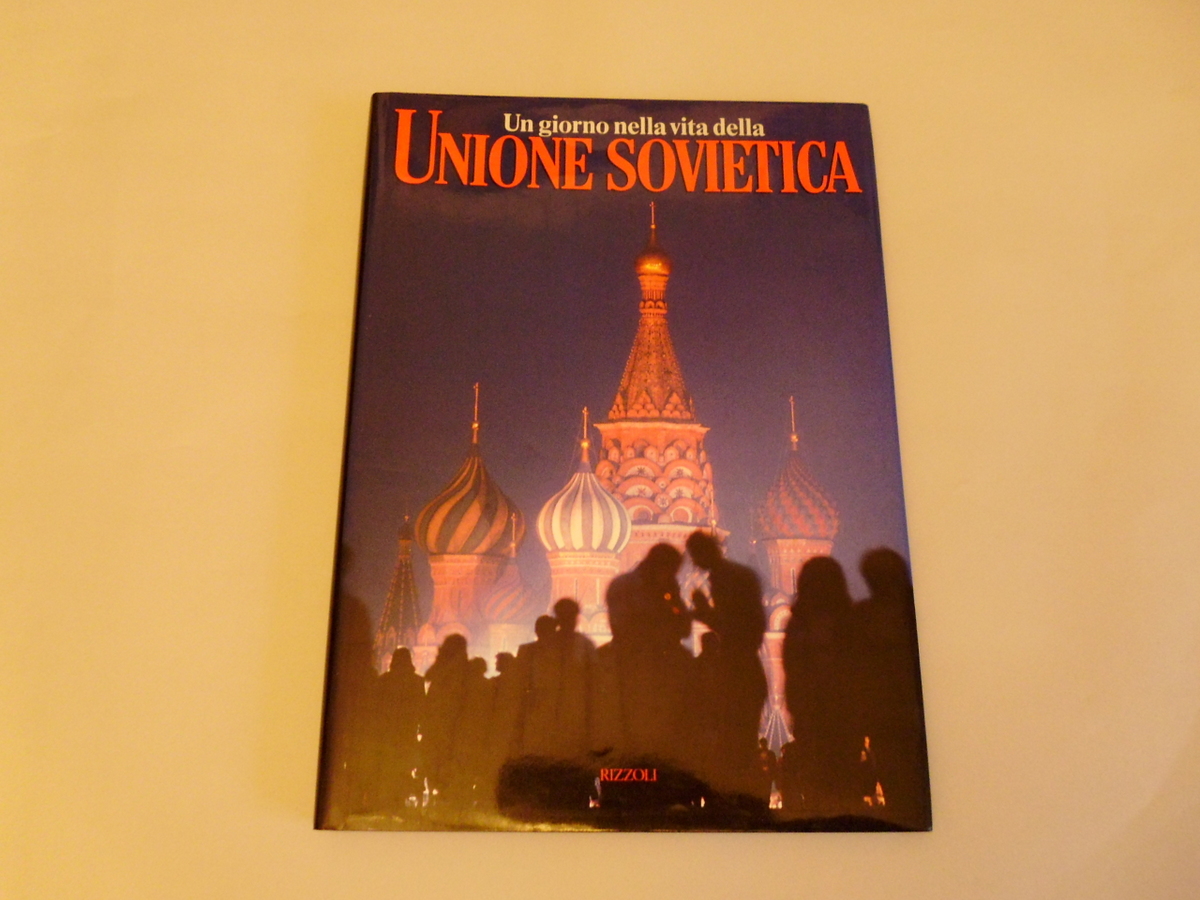 Un giorno nella vita della
UNIONE SOVIETICA
RIZZOLI